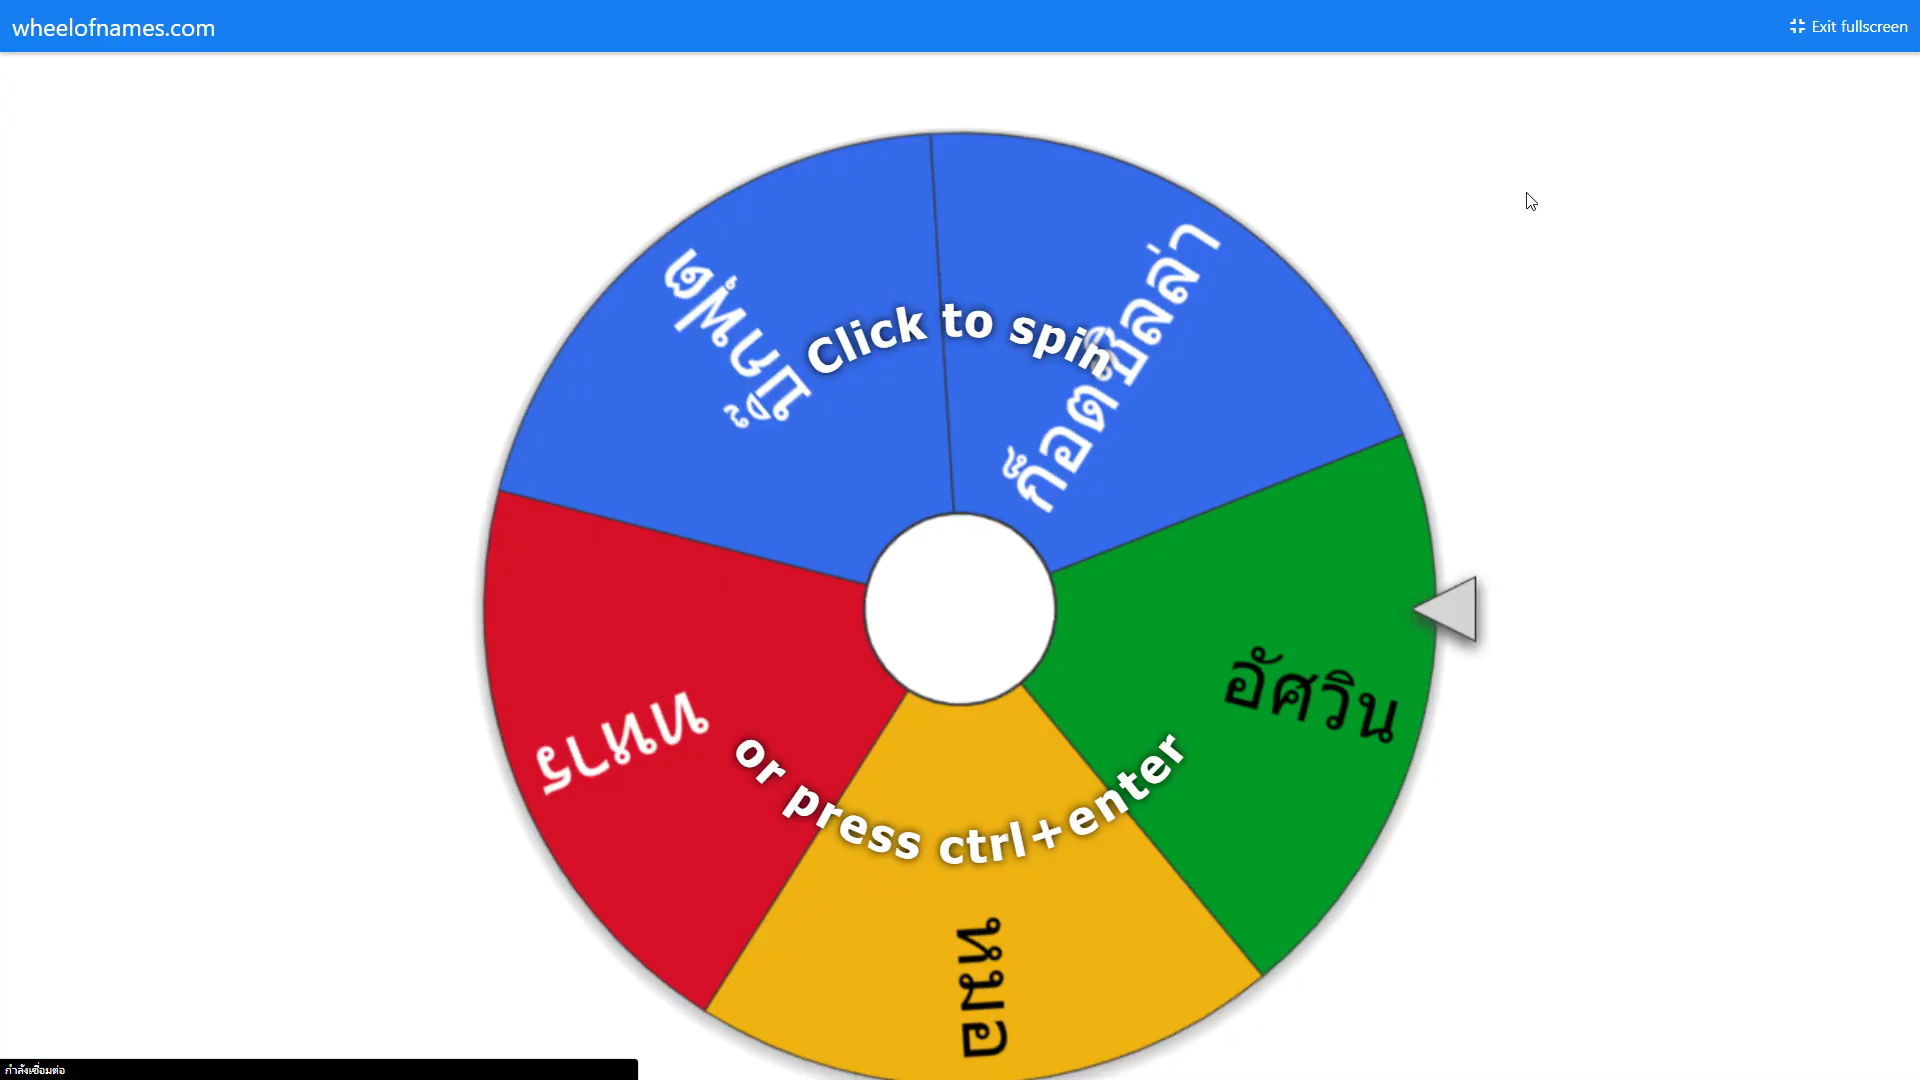 wheelofnames.com
Exit fullscreen
Click to spin
ก็อตซิลล่า
อัศวิน
หมอ
ทหาร
or press ctrl+enter
กำลังเชื่อมต่อ